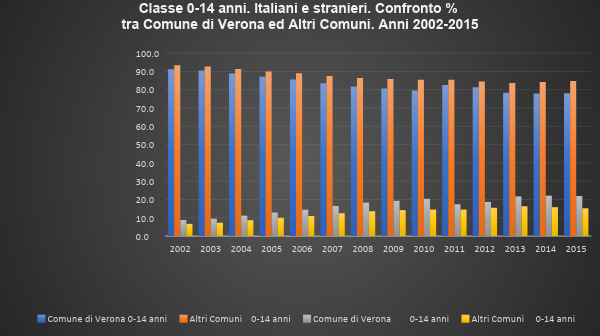 Classe 0-14 anni. Italiani e stranieri. Confronto %
tra Comune di Verona ed Altri Comuni. Anni 2002-2015
100.0
90.0
80.0
70.0
60.0
50.0
40.0
30.0
20.0
10.0
0.0
2002 2003 2004 2005 2006 2007 2008 2009 2010 2011 2012 2013 2014 2015
Comune di Verona 0-14 anni Altri Comuni 0-14 anni Comune di Verona 0-14 anni Altri Comuni 0-14 anni